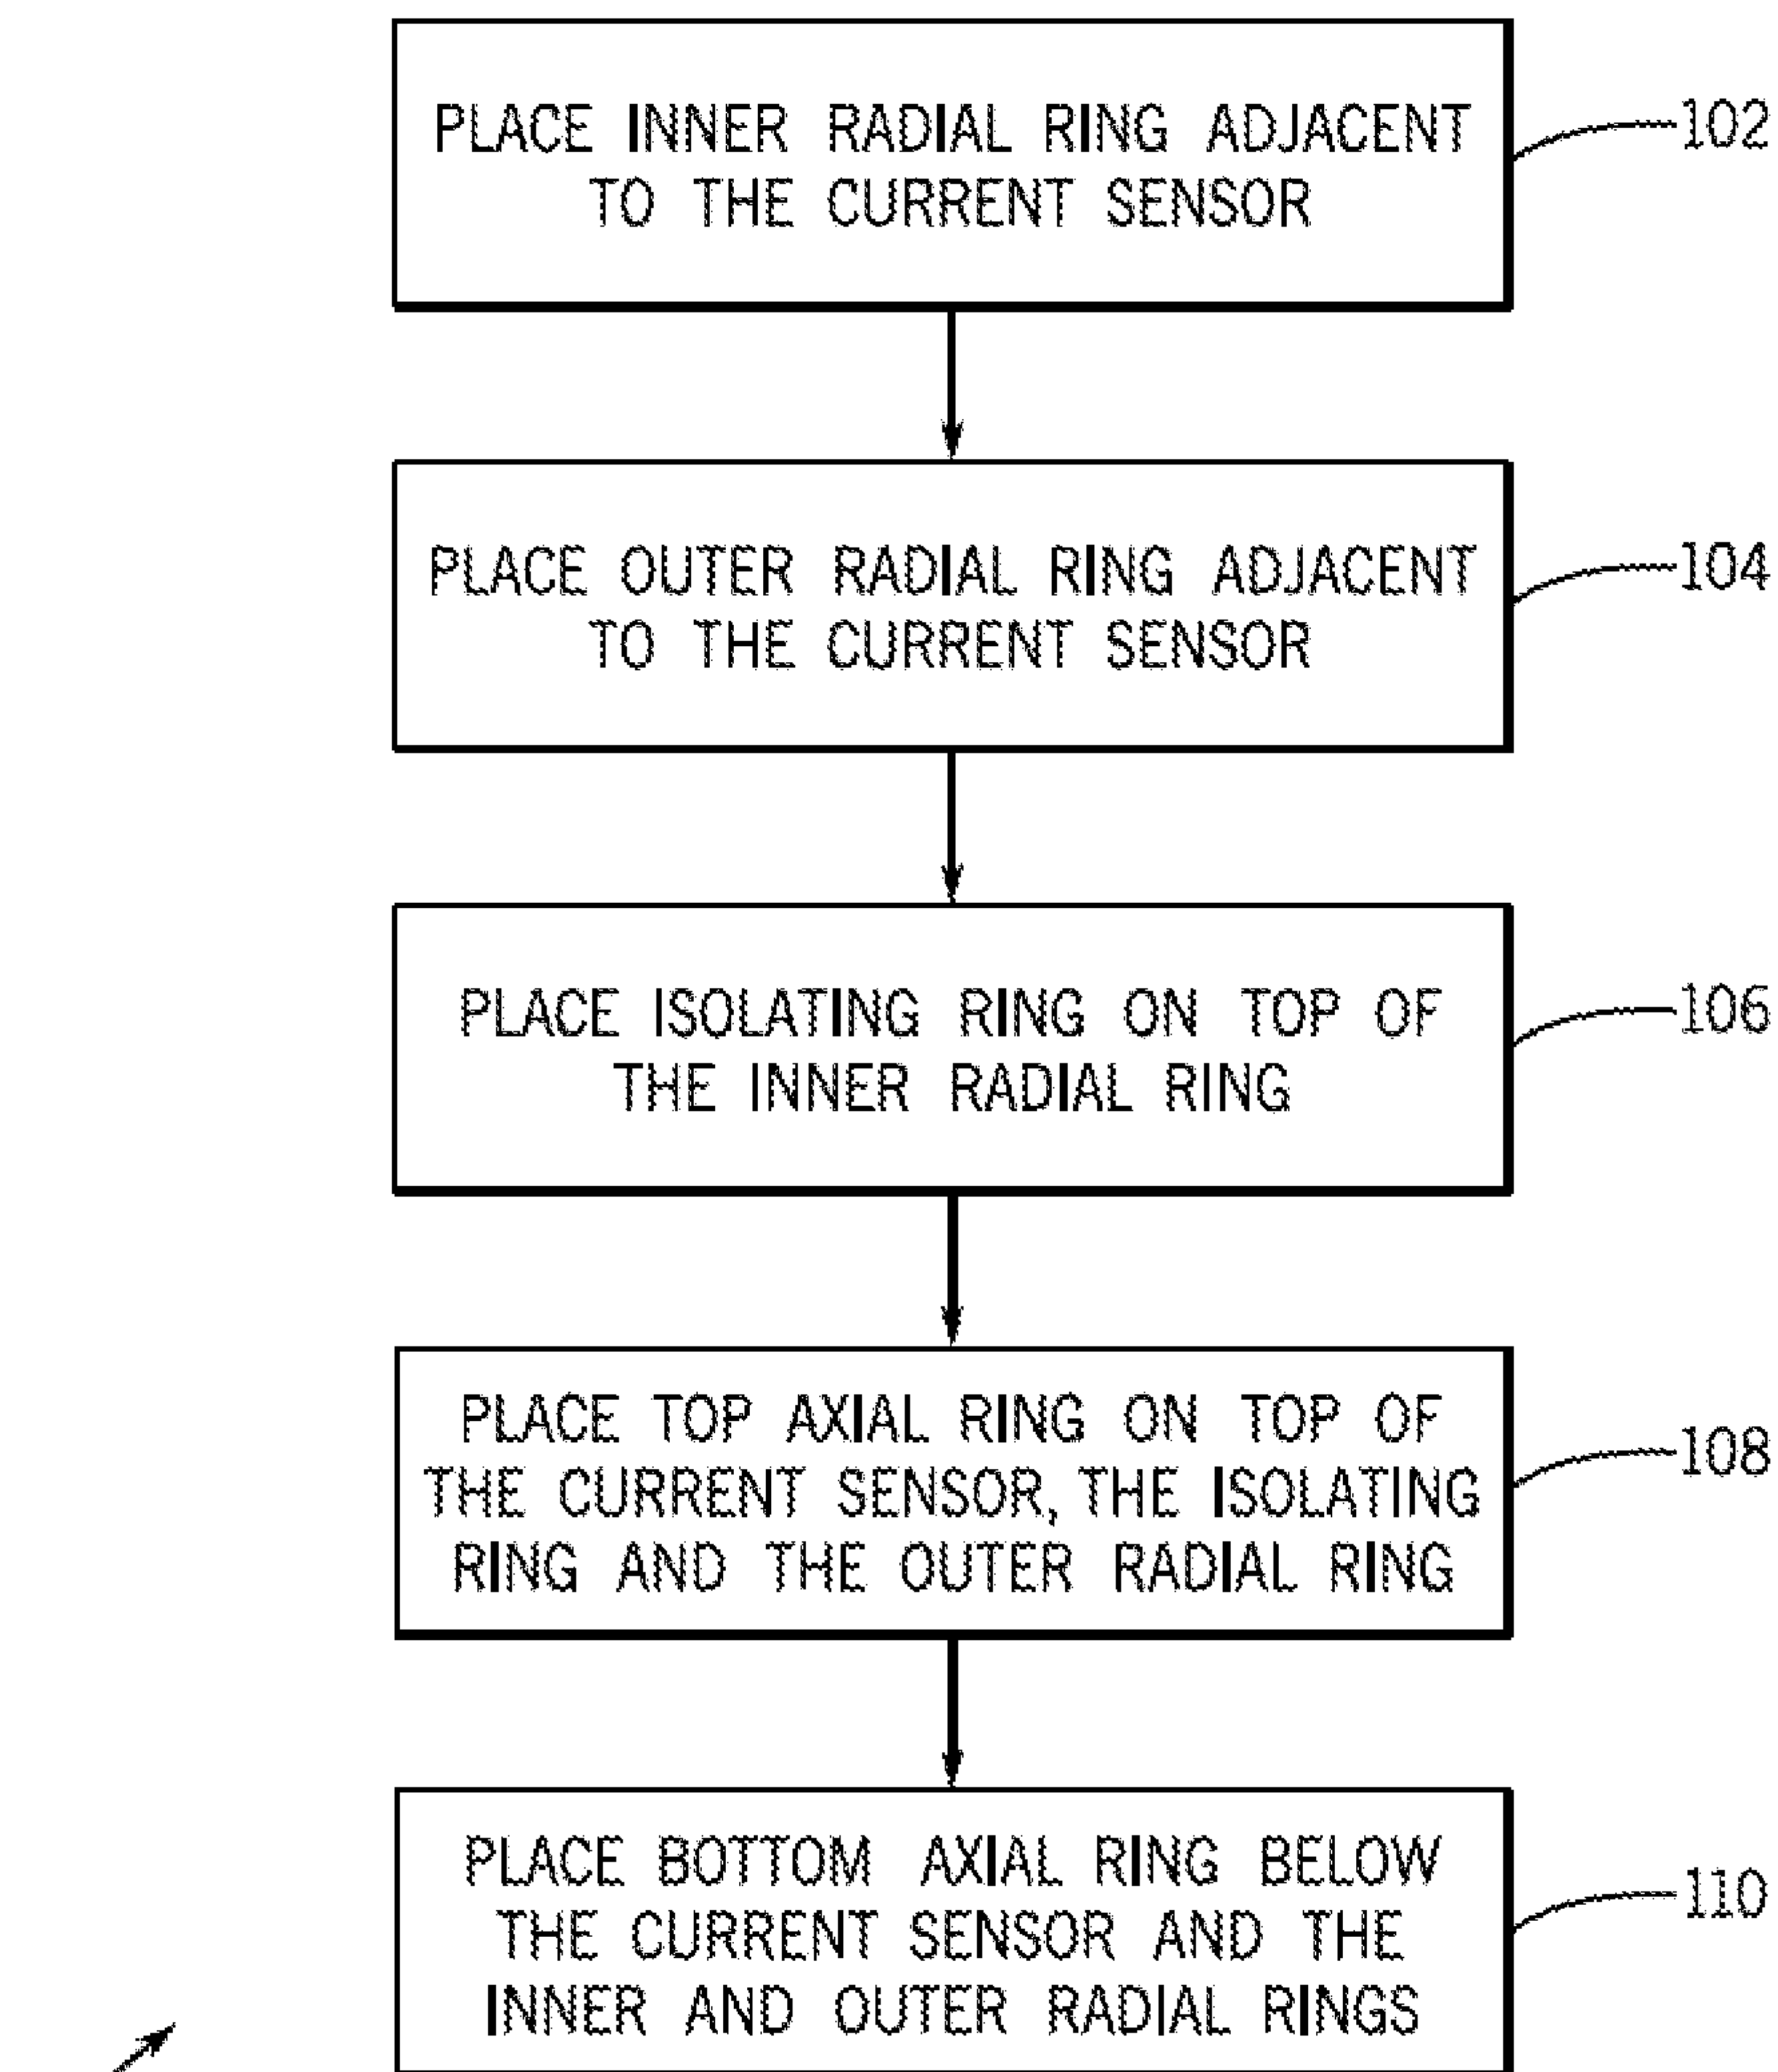 PLACE INNER RADIAL RING ADJACENT
TO THE CURRENT SENSOR
102
PLACE OUTER RADIAL RING ADJACENT
TO THE CURRENT SENSOR
104
PLACE ISOLATING RING ON TOP OF
THE INNER RADIAL RING
106
PLACE TOP AXIAL RING ON TOP OF
THE CURRENT SENSOR, THE ISOLATING
RING AND THE OUTER RADIAL RING
108
PLACE BOTTOM AXIAL RING BELOW
THE CURRENT SENSOR AND THE
INNER AND OUTER RADIAL RINGS
110